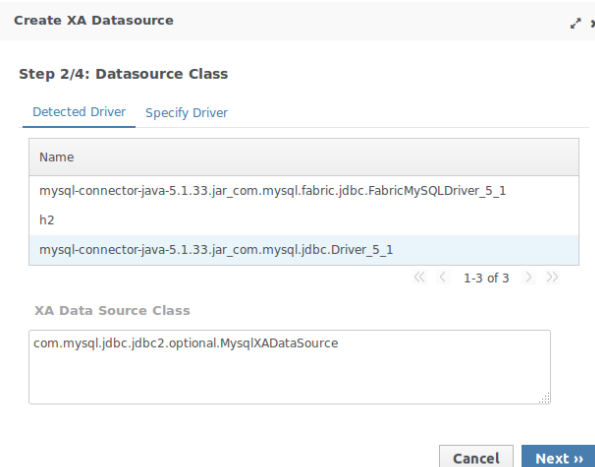 Create XA Datasource
Step 2/4: Datasource Class
Detected Driver Specify Driver
Name
mysql-connector-java-5.1.33.jar_com.mysql.fabric.jdbc.FabricMySQLDriver_5_1
h2
mysql-connector-java-5.1.33.jar_com.mysql.jdbc.Driver_5_1
1-3 of 3
XA Data Source Class
com.mysql.jdbc.jdbc2.optional.MysqlXADataSource
Cancel Next ››